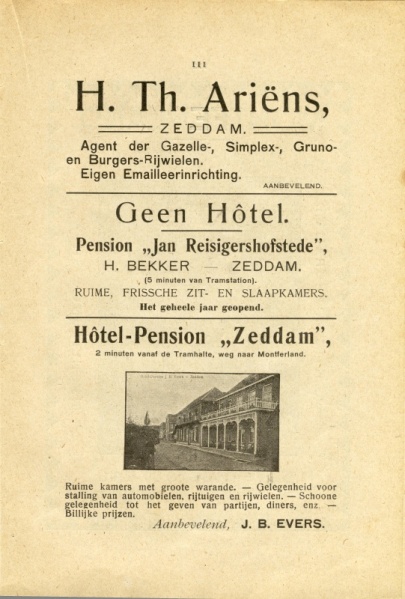 111
H. Th. Ariëns,
ZEDDAM.
Agent der Gazelle-, Simplex-, Gruno-
en Burgers-Rijwielen.
Eigen Emailleerinrichting.
AANBEVELEND.
Geen Hôtel.
Pension „Jan Reisigershofstede”,
H. BEKKER — ZEDDAM.
(5 minuten van Tramstation).
RUIME, FRISSCHE ZIT- EN SLAAPKAMERS.
Het geheele jaar geopend.
Hôtel-Pension „Zeddam”,
2 minuten vanaf de Tramhalte, weg naar Montferland.
Ruime kamers met groote warande. — Gelegenheid voor
stalling van automobielen, rijtuigen en rijwielen. — Schoone
gelegenheid tot het geven van partijen, diners, enz. —
Billijke prijzen.
Aanbevelend, J. B. EVERS.